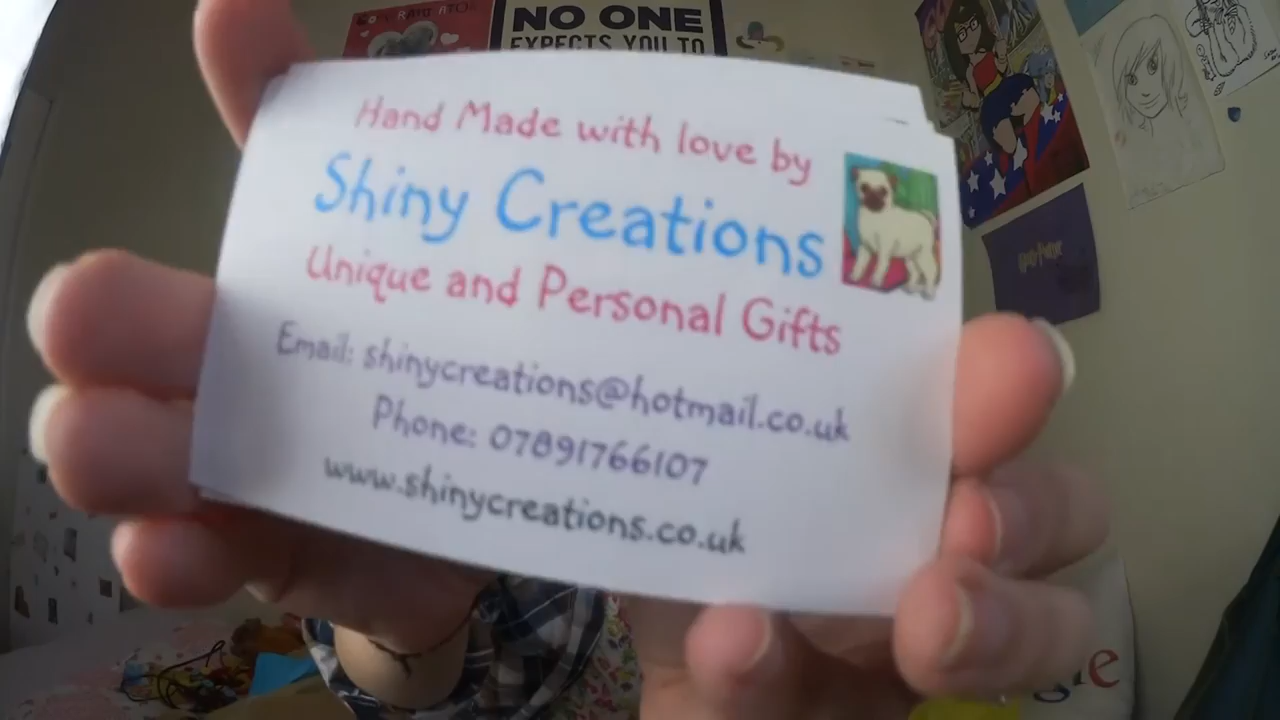 NO ONE
EXPECTS YOU TO
Hand Made with love by
Shiny Creations
Unique and Personal Gifts
Email: shinycreations@hotmail.co.uk
Phone: 07891766107
www.shinycreations.co.uk